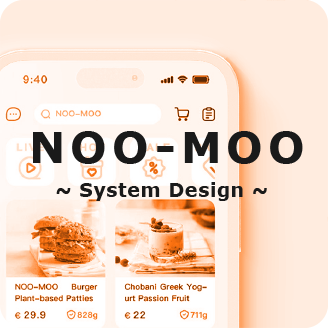 9:40
NOO-MOO
NOO-MOO
~ System Design ~
NOO-MOO Burger
Plant-based Patties
€ 29.9
828g
Chobani Greek Yog-
urt Passion Fruit
€ 22
711g